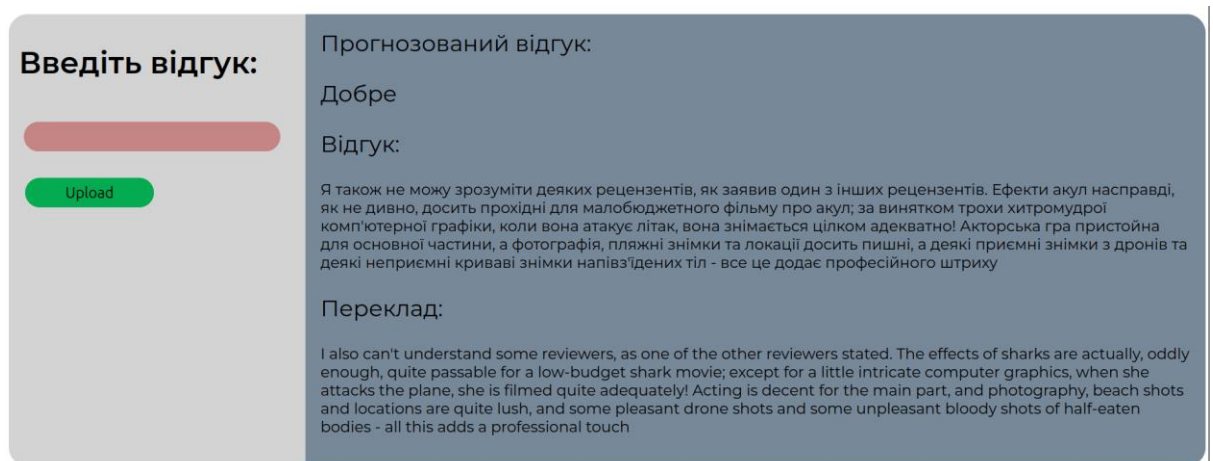 Введіть відгук:
Upload
Прогнозований відгук:
Добре
Відгук:
Я також не можу зрозуміти деяких рецензентів, як заявив один з інших рецензентів. Ефекти акул насправді,
як не дивно, досить прохідні для малобюджетного фільму про акул; за винятком трохи хитромудрої
комп'ютерної графіки, коли вона атакує літак, вона знімається цілком адекватно! Акторська гра пристойна
для основної частини, а фотографія, пляжні знімки та локації досить пишні, а деякі приємні знімки з дронів та
деякі неприємні криваві знімки напівз'їдених тіл - все це додає професійного штриху
Переклад:
I also can't understand some reviewers, as one of the other reviewers stated. The effects of sharks are actually, oddly
enough, quite passable for a low-budget shark movie; except for a little intricate computer graphics, when she
attacks the plane, she is filmed quite adequately! Acting is decent for the main part, and photography, beach shots
and locations are quite lush, and some pleasant drone shots and some unpleasant bloody shots of half-eaten
bodies - all this adds a professional touch